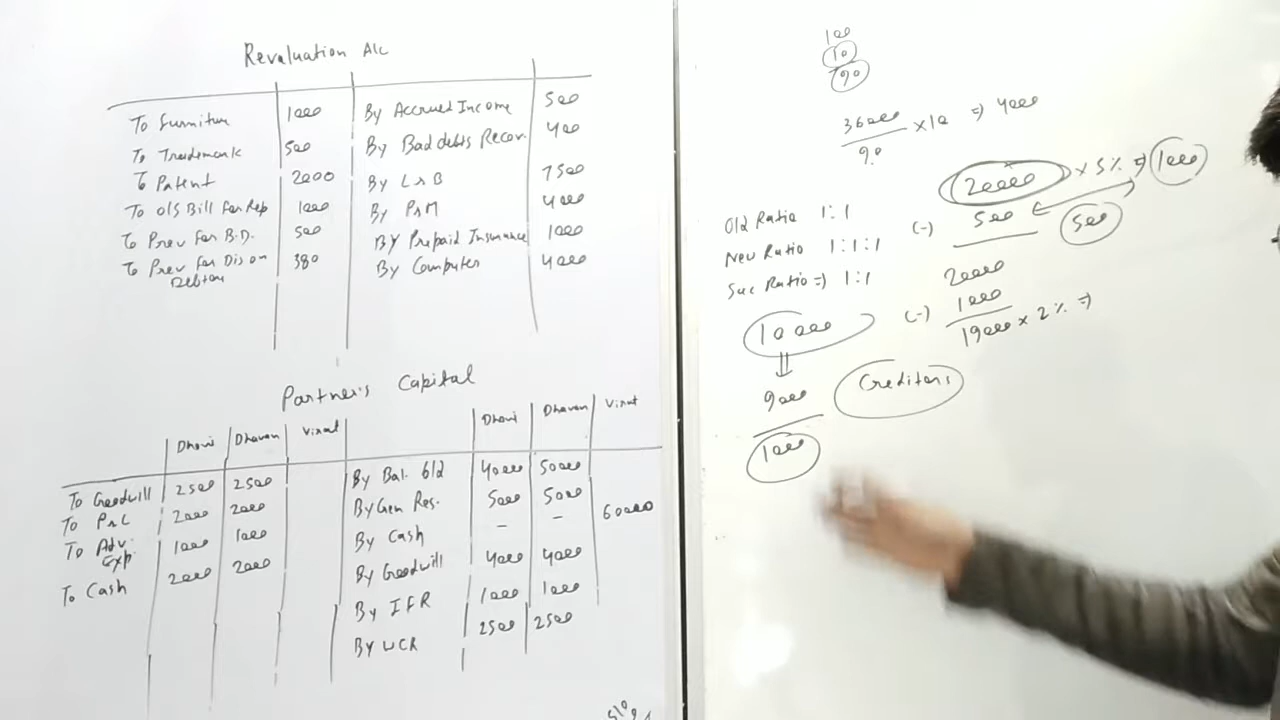 Revaluation A/c
To Furniture 1000 By Accrued Income 500
To Trademark 500 By Bad debts Recov. 400
To Patent 2000 By L&B 7500
To O/S Bill for Rep 1000 By P&M 4000
To Prov for B.D. 500 By Prepaid Insurance 1000
To Prov for Dis on Debtors 380 By Computer 4000
Partner's Capital
Dhoni Dhavan Virat Dhoni Dhavan Virat
To Goodwill 2500 2500 By Bal. b/d 40000 50000
To P&L 2000 2000 By Gen Res. 5000 5000
To Adv. Exp 1000 1000 By Cash - - 60000
To Cash 2000 2000 By Goodwill 4000 4000
By IFR 1000 1000
By WCR 2500 2500
100
10
90
36000/90 × 10 ⇒ 4000
20000 × 5% ⇒ 1000
Old Ratio 1:1 (-) 500 500
New Ratio 1:1:1
20000
Sac Ratio ⇒ 1:1
(-) 1000
10000 19000 × 2% ⇒
9000 Creditors
1000